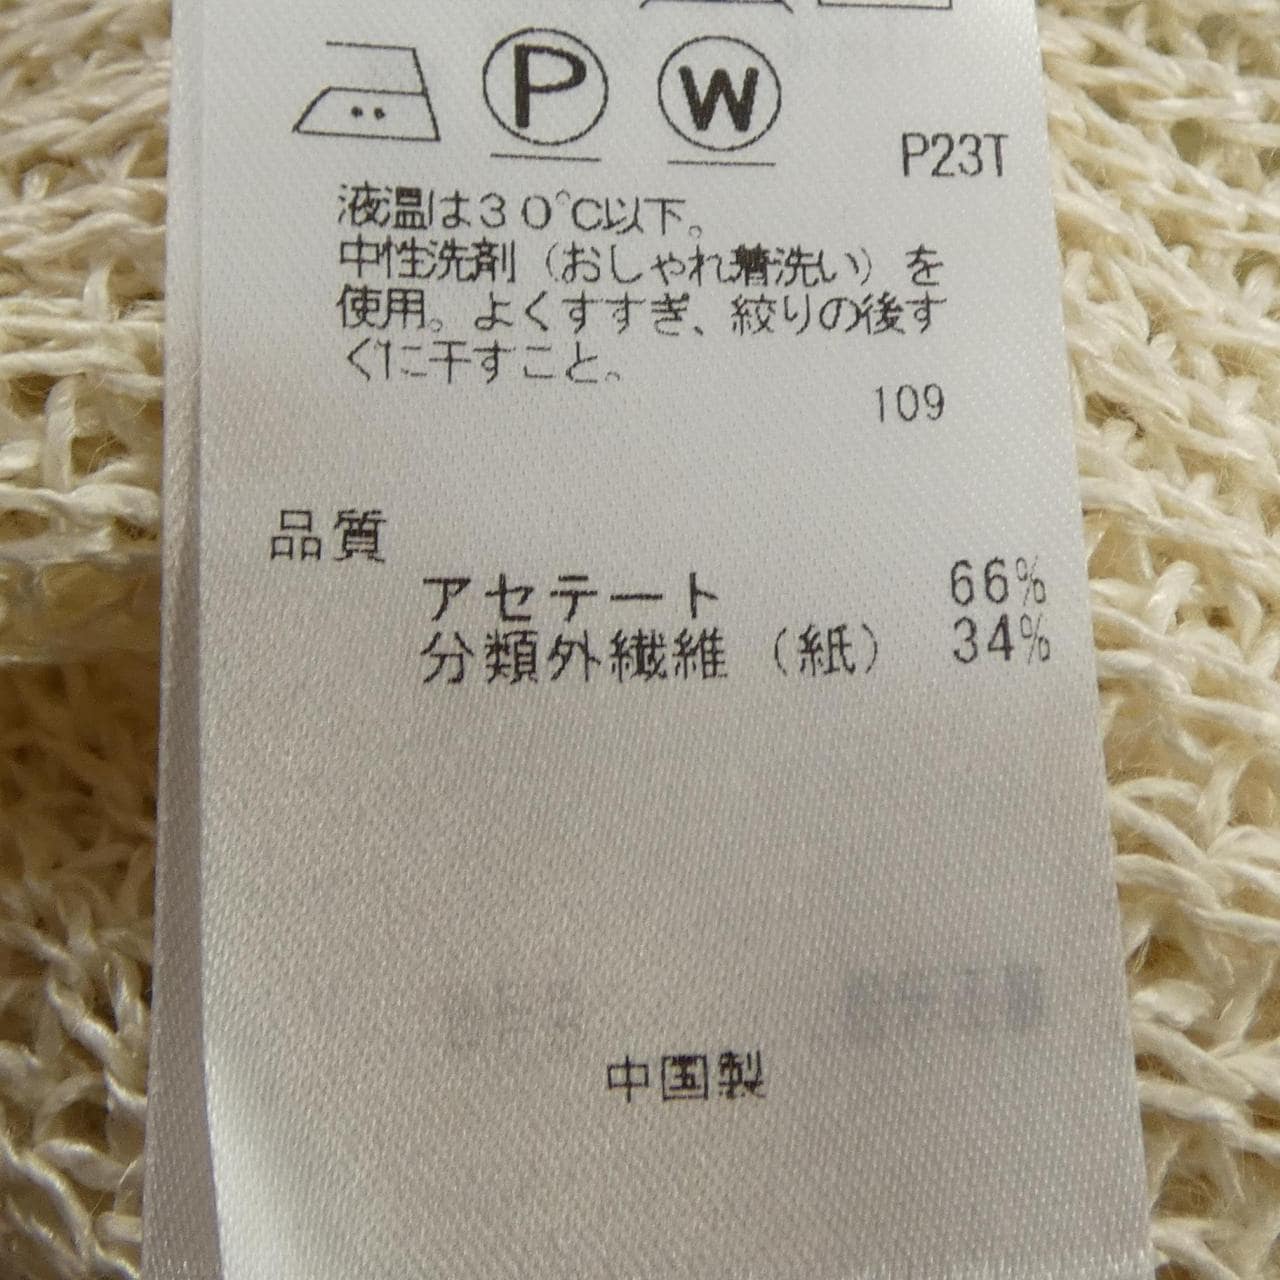 P W
P23T
液温は30℃以下。
中性洗剤（おしゃれ着洗い）を
使用。よくすすぎ、絞りの後す
ぐに干すこと。
109
品質
アセテート 66%
分類外繊維（紙） 34%
中国製